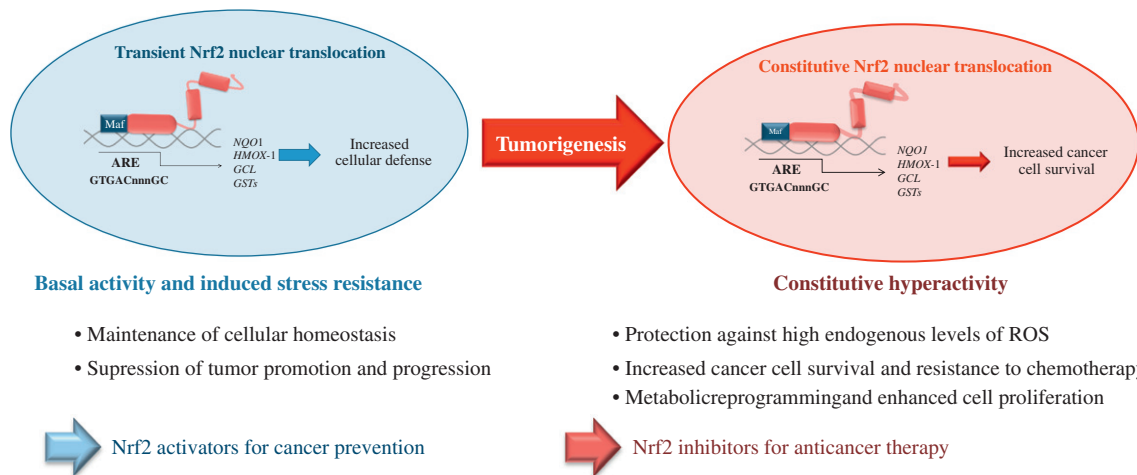 Transient Nrf2 nuclear translocation
Maf
ARE
GTGACnnnGC
NQO1
HMOX-1
GCL
GSTs
Increased
cellular defense
Tumorigenesis
Constitutive Nrf2 nuclear translocation
Maf
ARE
GTGACnnnGC
NQO1
HMOX-1
GCL
GSTs
Increased cancer
cell survival
Basal activity and induced stress resistance
• Maintenance of cellular homeostasis
• Supression of tumor promotion and progression
Nrf2 activators for cancer prevention
Constitutive hyperactivity
• Protection against high endogenous levels of ROS
• Increased cancer cell survival and resistance to chemotherapy
• Metabolicreprogrammingand enhanced cell proliferation
Nrf2 inhibitors for anticancer therapy